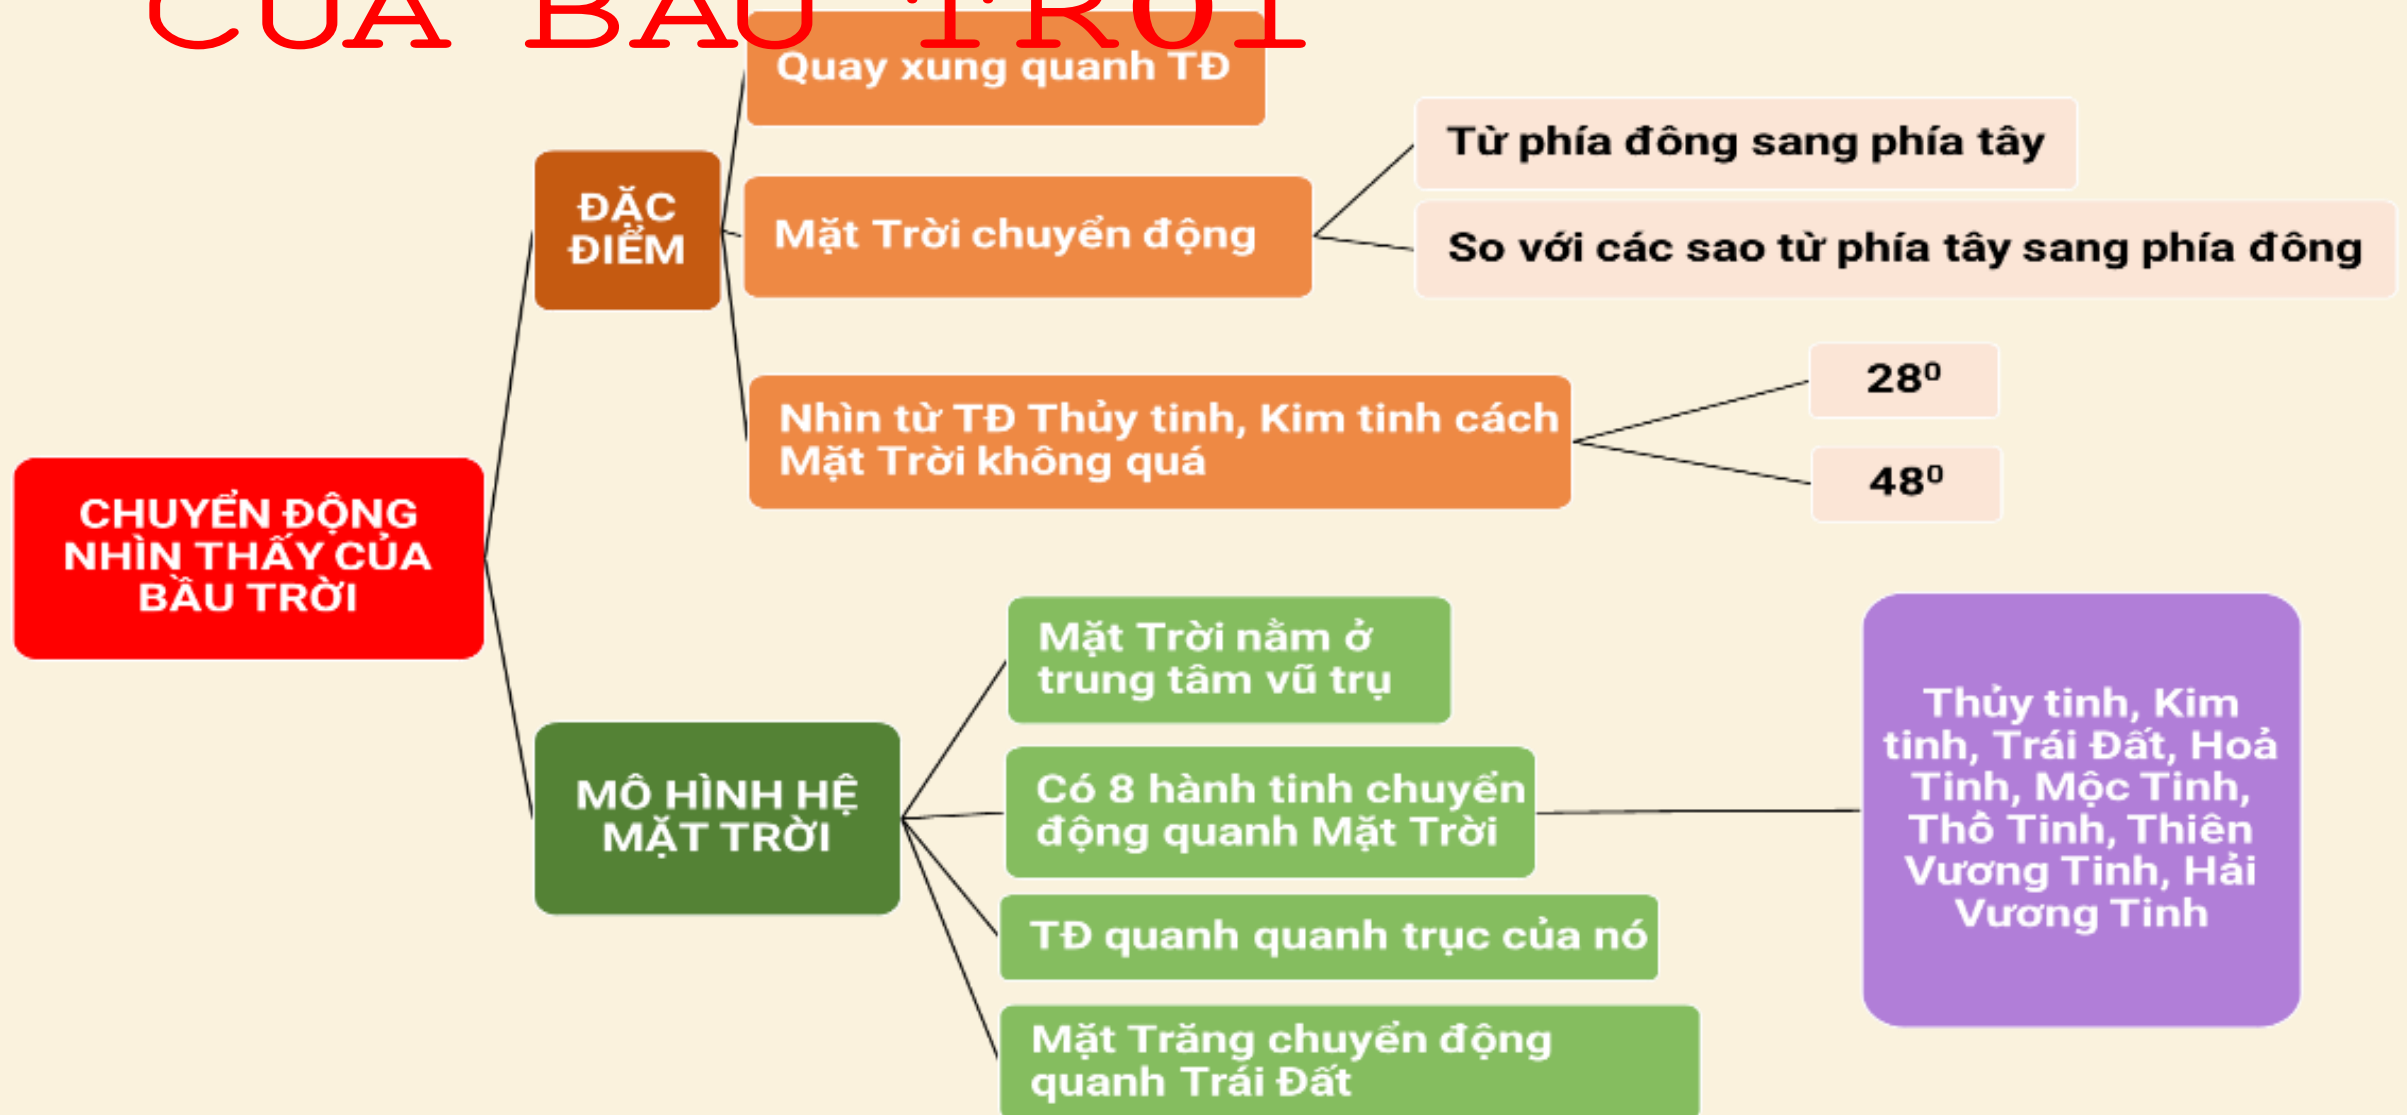 CỦA BẦU TRỜI
Quay xung quanh TĐ
Từ phía đông sang phía tây
ĐẶC
ĐIỂM
Mặt Trời chuyển động
So với các sao từ phía tây sang phía đông
28⁰
Nhìn từ TĐ Thủy tinh, Kim tinh cách
Mặt Trời không quá
48⁰
CHUYỂN ĐỘNG
NHÌN THẤY CỦA
BẦU TRỜI
Mặt Trời nằm ở
trung tâm vũ trụ
MÔ HÌNH HỆ
MẶT TRỜI
Có 8 hành tinh chuyển
động quanh Mặt Trời
Thủy tinh, Kim
tinh, Trái Đất, Hoả
Tinh, Mộc Tinh,
Thổ Tinh, Thiên
Vương Tinh, Hải
Vương Tinh
TĐ quanh quanh trục của nó
Mặt Trăng chuyển động
quanh Trái Đất